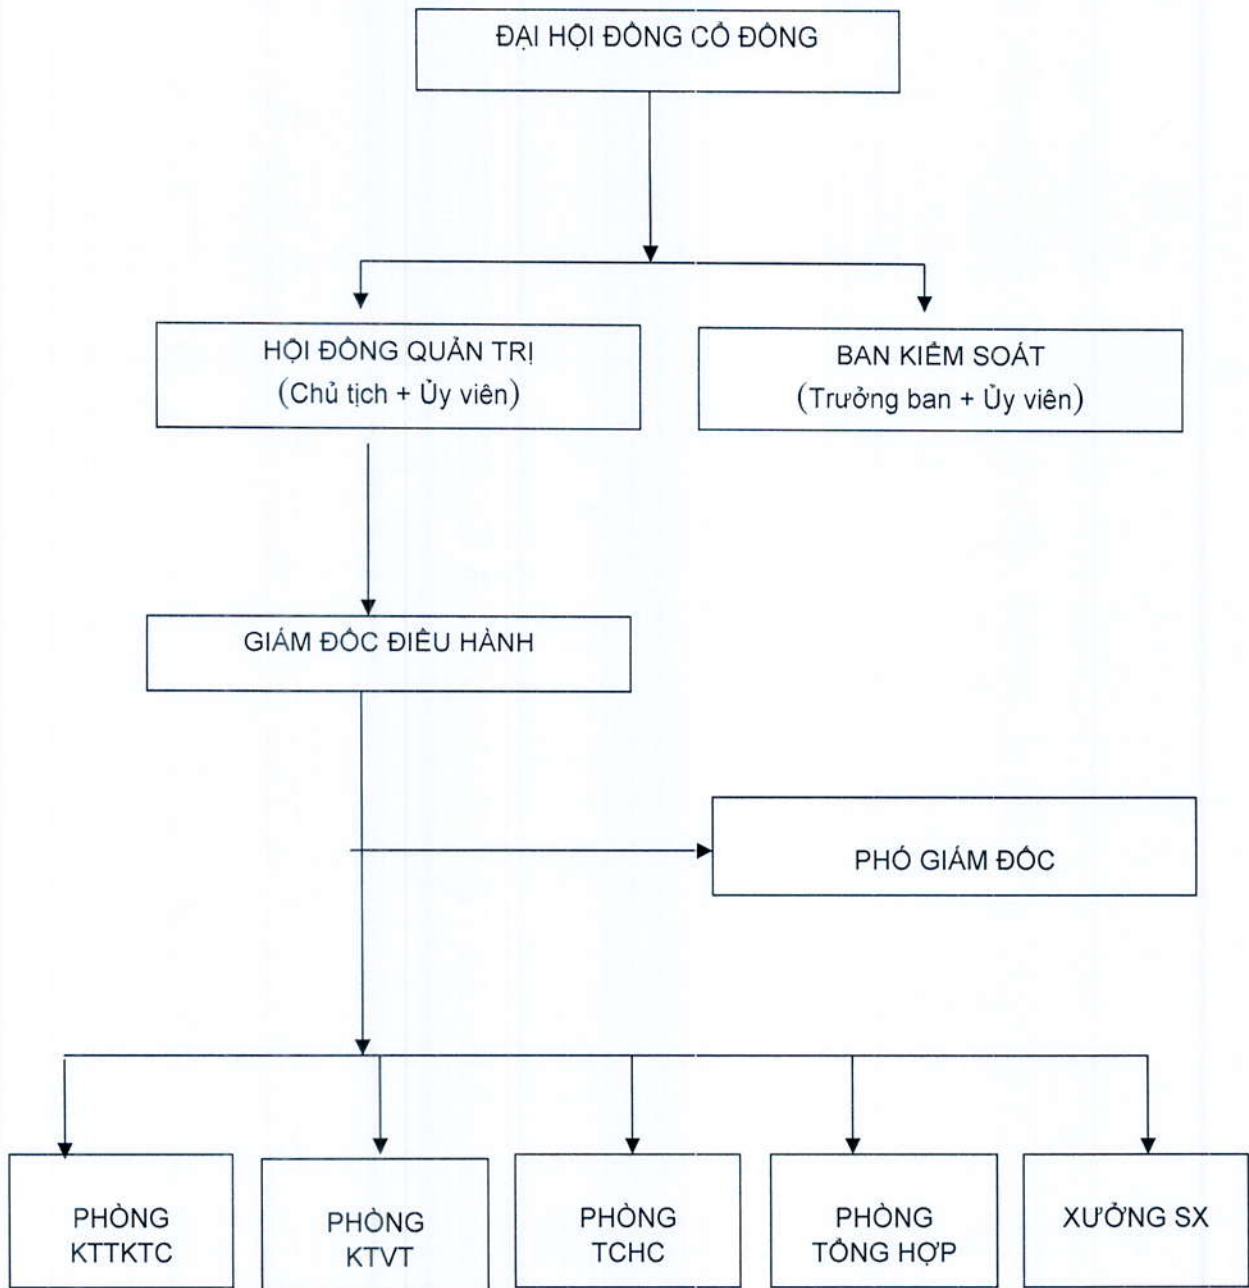 ĐẠI HỘI ĐỒNG CỔ ĐÔNG
HỘI ĐỒNG QUẢN TRỊ
(Chủ tịch + Ủy viên)
BAN KIỂM SOÁT
(Trưởng ban + Ủy viên)
GIÁM ĐỐC ĐIỀU HÀNH
PHÓ GIÁM ĐỐC
PHÒNG
KTTKTC
PHÒNG
KTVT
PHÒNG
TCHC
PHÒNG
TỔNG HỢP
XƯỞNG SX